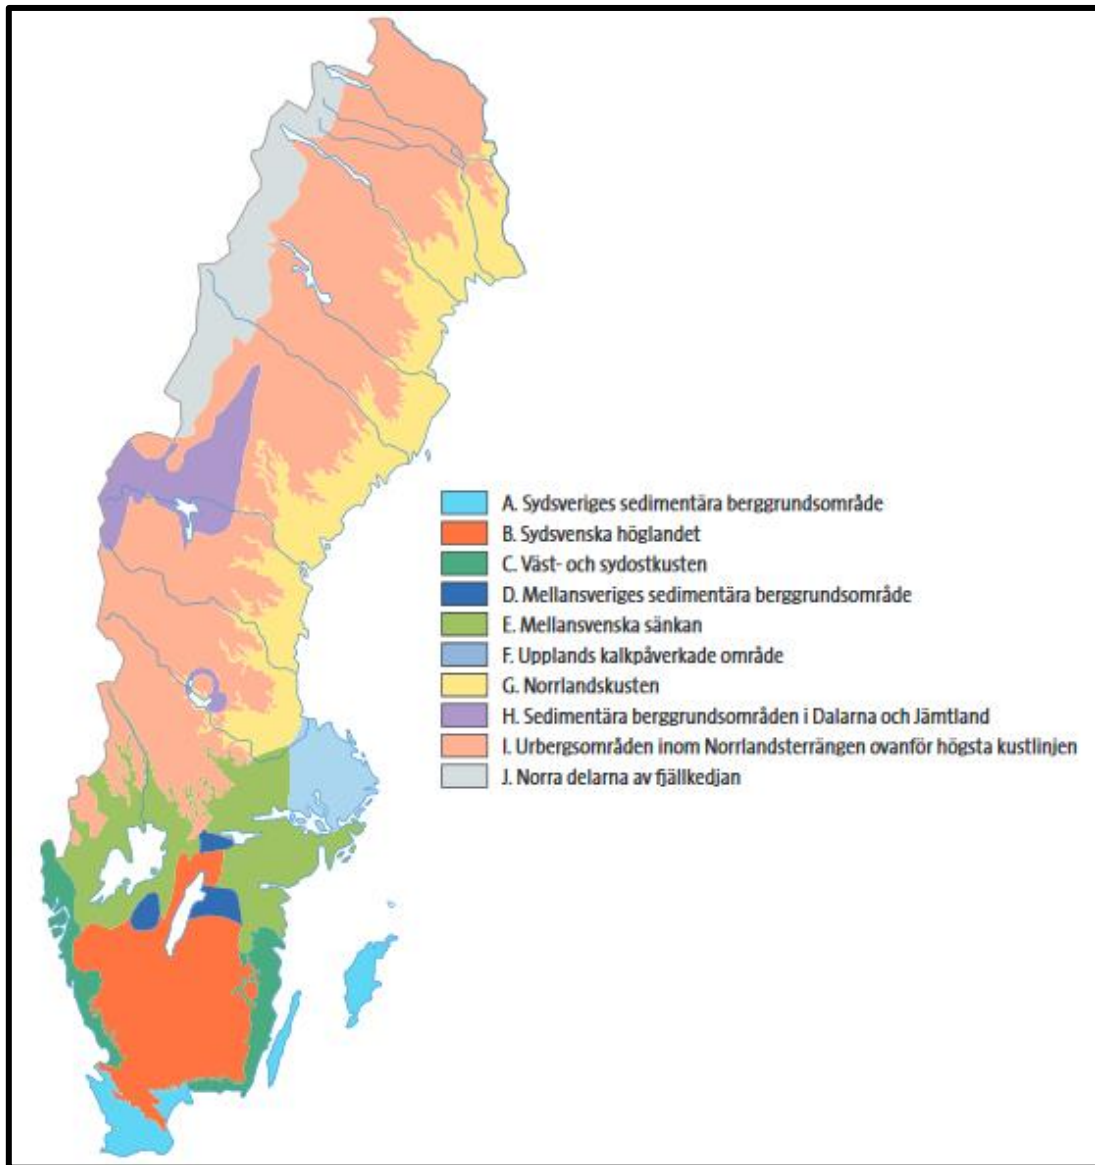 A. Sydsveriges sedimentära berggrundsområde
B. Sydsvenska höglandet
C. Väst- och sydostkusten
D. Mellansveriges sedimentära berggrundsområde
E. Mellansvenska sänkan
F. Upplands kalkpåverkade område
G. Norrlandskusten
H. Sedimentära berggrundsområden i Dalarna och Jämtland
I. Urbergsområden inom Norrlandsterrängen ovanför högsta kustlinjen
J. Norra delarna av fjällkedjan